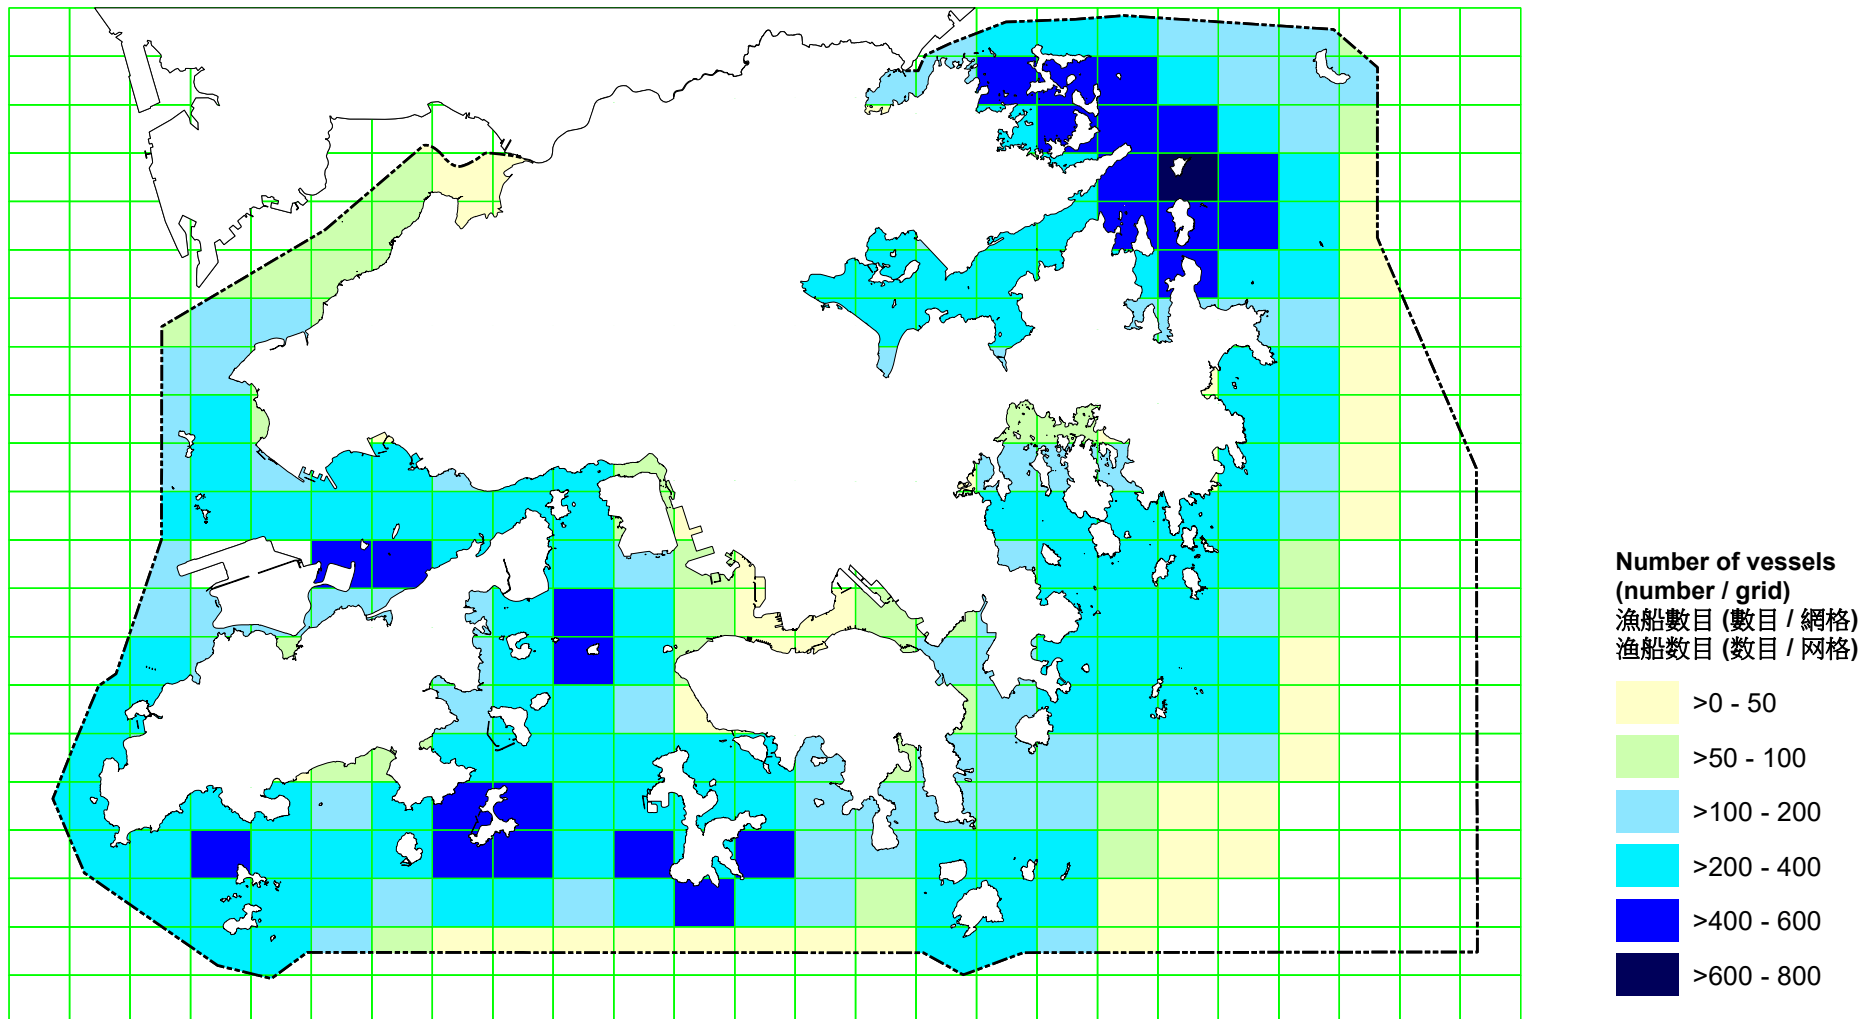 Number of vessels
(number / grid)
漁船數目 (數目 / 網格)
渔船数目 (数目 / 网格)
>0 - 50
>50 - 100
>100 - 200
>200 - 400
>400 - 600
>600 - 800